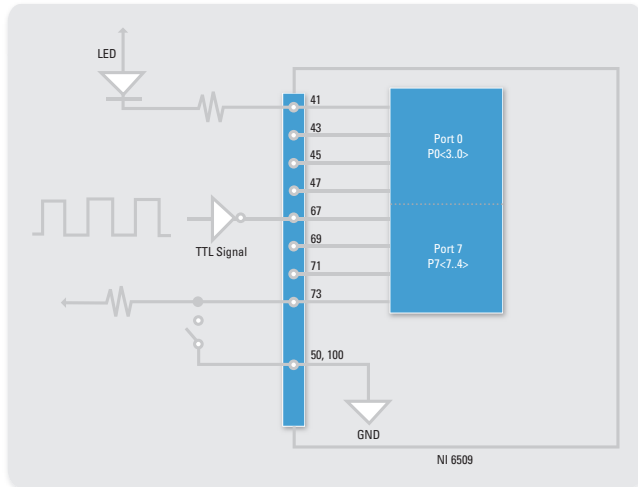 LED
41
43
45
47
67
69
71
73
50, 100
Port 0
P0<3..0>
Port 7
P7<7..4>
TTL Signal
GND
NI 6509